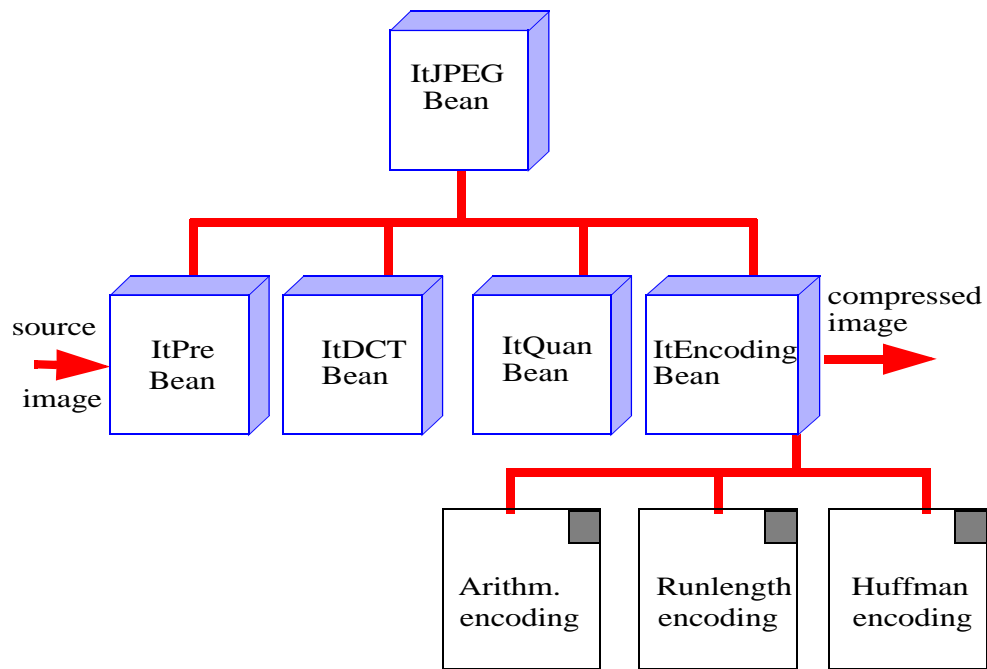 ItJPEG
Bean
source
image
ItPre
Bean
ItDCT
Bean
ItQuan
Bean
ItEncoding
Bean
compressed
image
Arithm.
encoding
Runlength
encoding
Huffman
encoding